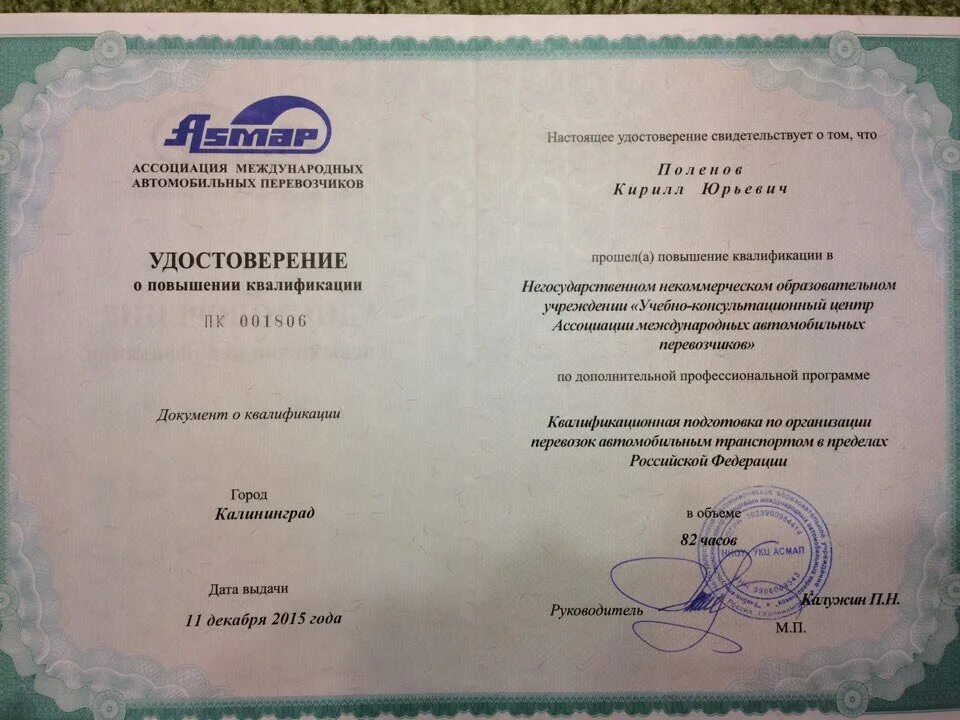 Asmap
АССОЦИАЦИЯ МЕЖДУНАРОДНЫХ
АВТОМОБИЛЬНЫХ ПЕРЕВОЗЧИКОВ
УДОСТОВЕРЕНИЕ
о повышении квалификации
ПК 001806
Документ о квалификации
Город
Калининград
Дата выдачи
11 декабря 2015 года
Настоящее удостоверение свидетельствует о том, что
Поленов
Кирилл Юрьевич
прошел(а) повышение квалификации в
Негосударственном некоммерческом образовательном
учреждении «Учебно-консультационный центр
Ассоциации международных автомобильных
перевозчиков»
по дополнительной профессиональной программе
Квалификационная подготовка по организации
перевозок автомобильным транспортом в пределах
Российской Федерации
в объеме
82 часов
Руководитель
Калужин П.Н.
М.П.
ННОУ УКЦ АСМАП